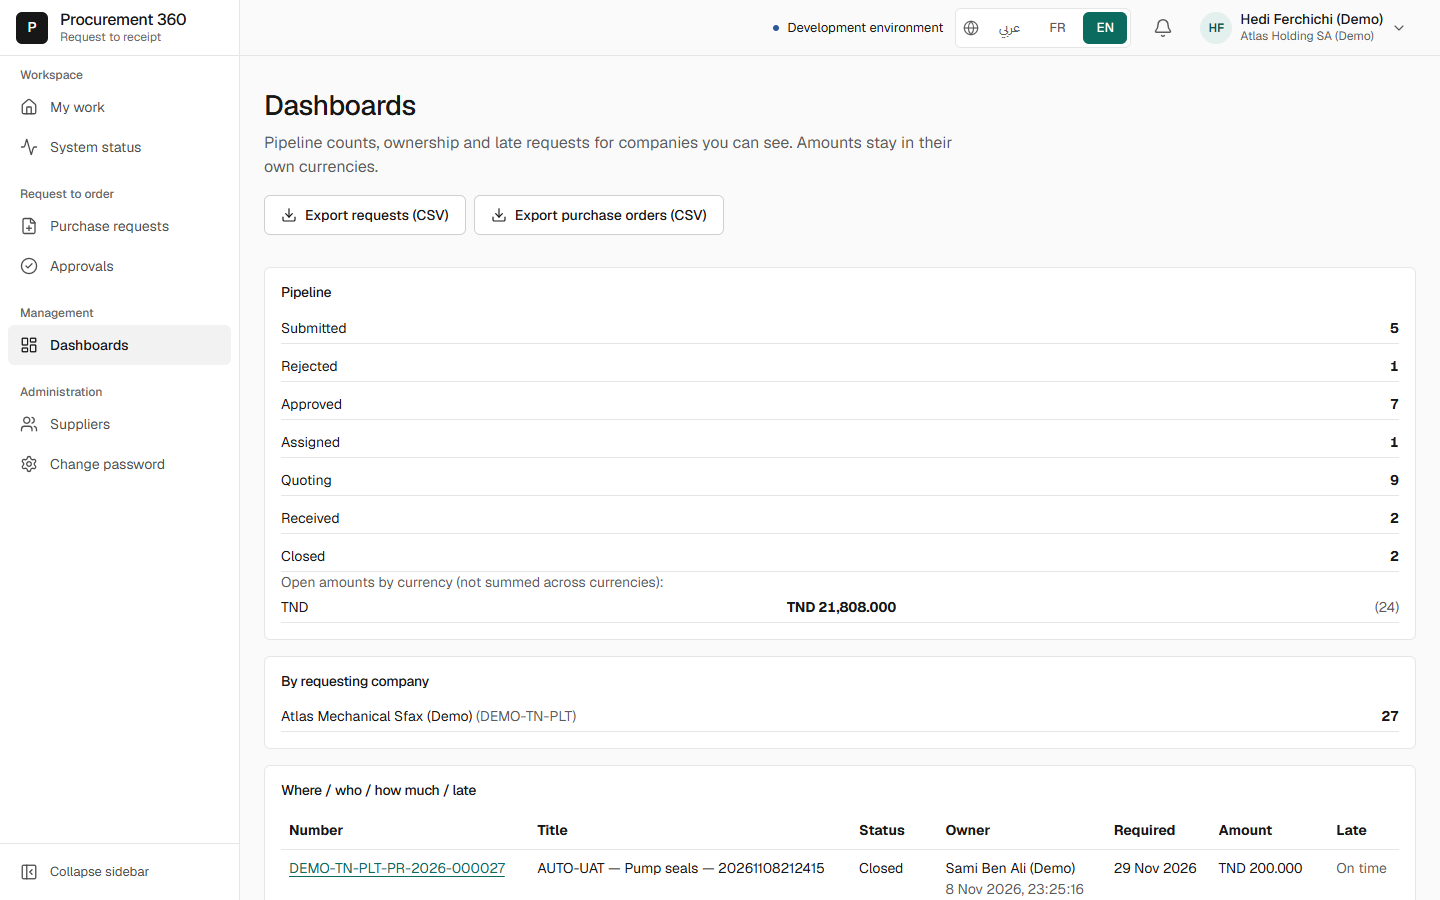 P
Procurement 360
Request to receipt
Development environment
عربي
FR
EN
HF
Hedi Ferchichi (Demo)
Atlas Holding SA (Demo)
Workspace
My work
System status
Request to order
Purchase requests
Approvals
Management
Dashboards
Administration
Suppliers
Change password
Collapse sidebar
Dashboards
Pipeline counts, ownership and late requests for companies you can see. Amounts stay in their
own currencies.
Export requests (CSV)
Export purchase orders (CSV)
Pipeline
Submitted 5
Rejected 1
Approved 7
Assigned 1
Quoting 9
Received 2
Closed 2
Open amounts by currency (not summed across currencies):
TND TND 21,808.000 (24)
By requesting company
Atlas Mechanical Sfax (Demo) (DEMO-TN-PLT) 27
Where / who / how much / late
Number Title Status Owner Required Amount Late
DEMO-TN-PLT-PR-2026-000027 AUTO-UAT — Pump seals — 20261108212415 Closed Sami Ben Ali (Demo) 29 Nov 2026 TND 200.000 On time
8 Nov 2026, 23:25:16